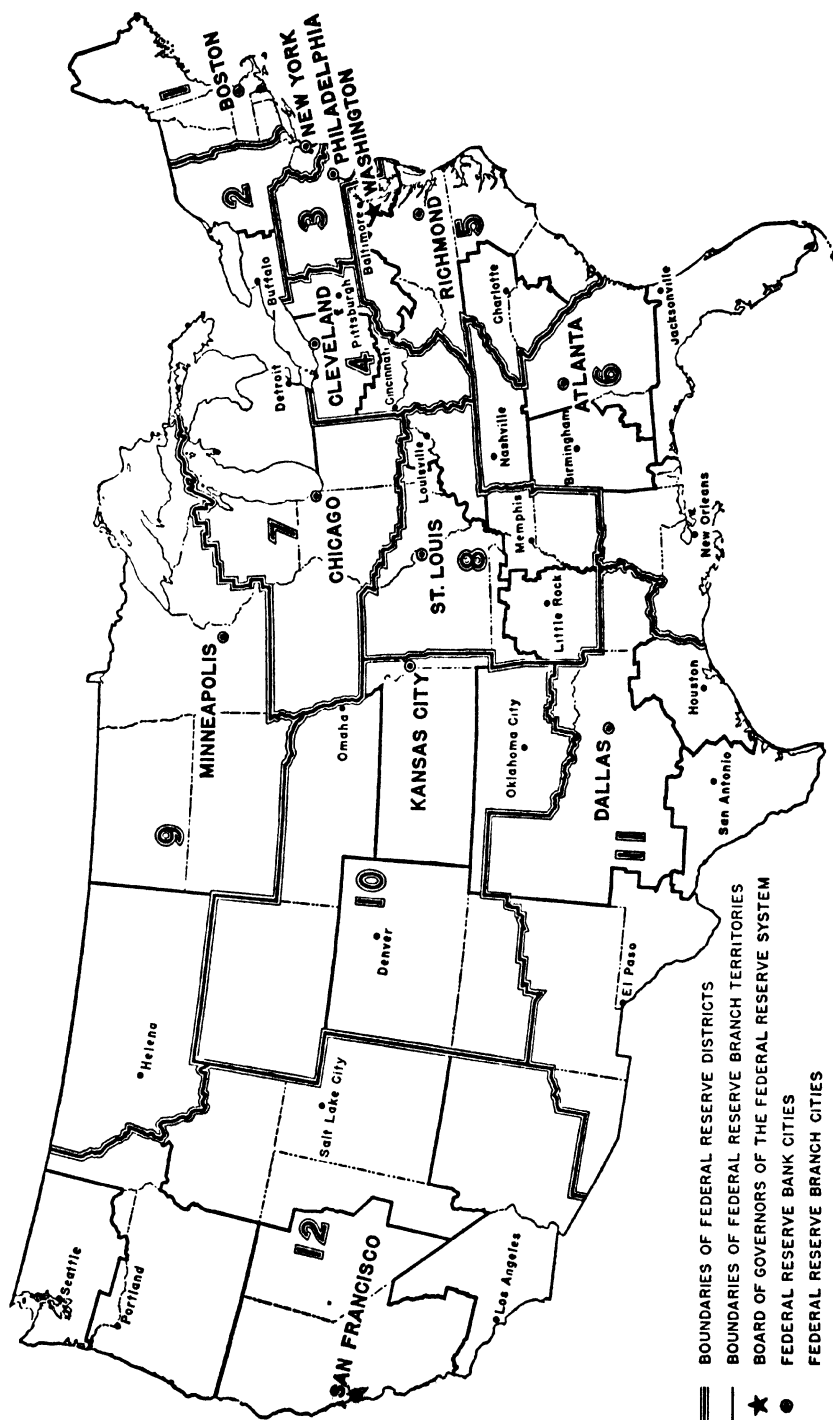 1
BOSTON
2
NEW YORK
3
PHILADELPHIA
WASHINGTON
Baltimore
Buffalo
CLEVELAND
Pittsburgh
4
Cincinnati
RICHMOND
5
Charlotte
Detroit
7
CHICAGO
Louisville
Nashville
ATLANTA
6
Birmingham
Jacksonville
ST. LOUIS
8
Memphis
Little Rock
New Orleans
MINNEAPOLIS
9
Omaha
KANSAS CITY
Oklahoma City
DALLAS
11
Houston
San Antonio
El Paso
10
Denver
Helena
Salt Lake City
12
SAN FRANCISCO
Seattle
Portland
Los Angeles
BOUNDARIES OF FEDERAL RESERVE DISTRICTS
BOUNDARIES OF FEDERAL RESERVE BRANCH TERRITORIES
BOARD OF GOVERNORS OF THE FEDERAL RESERVE SYSTEM
FEDERAL RESERVE BANK CITIES
FEDERAL RESERVE BRANCH CITIES